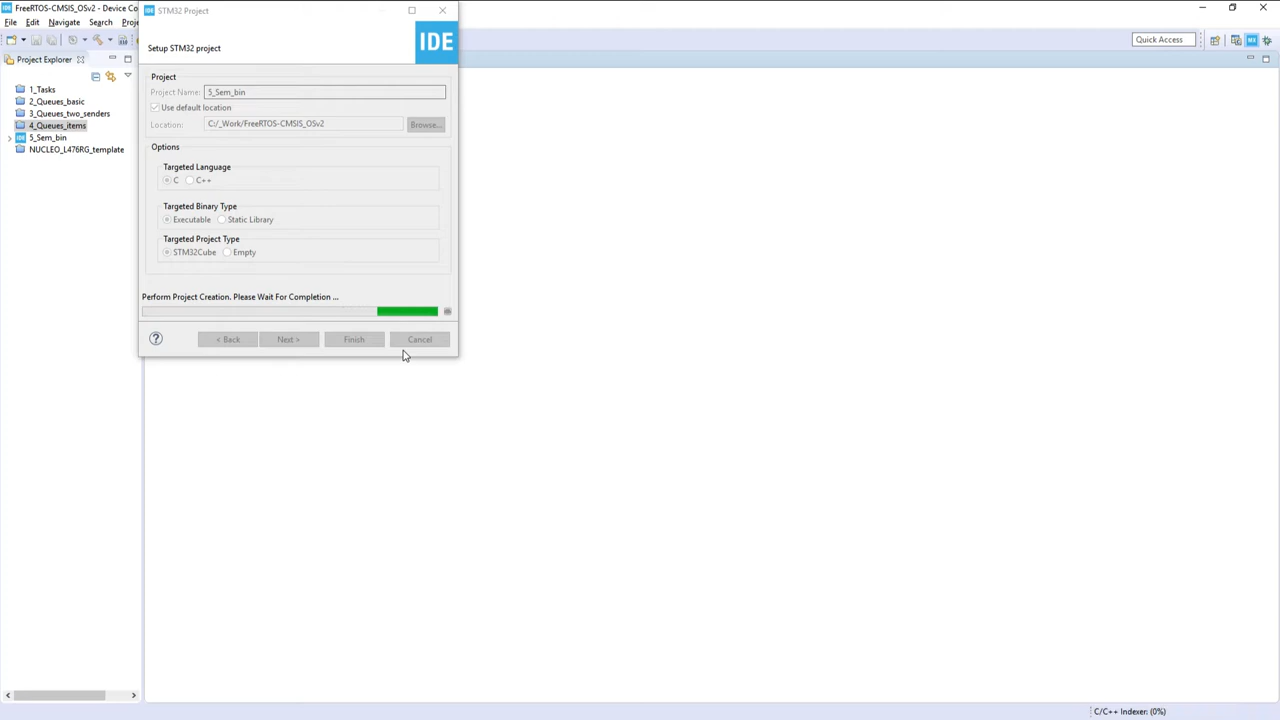 FreeRTOS-CMSIS_OSv2 - Device Co
STM32 Project
File Edit Navigate Search Proje
Quick Access
Setup STM32 project
IDE
Project Explorer
Project
Project Name: 5_Sem_bin
Use default location
Location: C:/_Work/FreeRTOS-CMSIS_OSv2 Browse...
1_Tasks
2_Queues_basic
3_Queues_two_senders
4_Queues_items
5_Sem_bin
NUCLEO_L476RG_template
Options
Targeted Language
C C++
Targeted Binary Type
Executable Static Library
Targeted Project Type
STM32Cube Empty
Perform Project Creation. Please Wait For Completion ...
< Back Next > Finish Cancel
C/C++ Indexer: (0%)